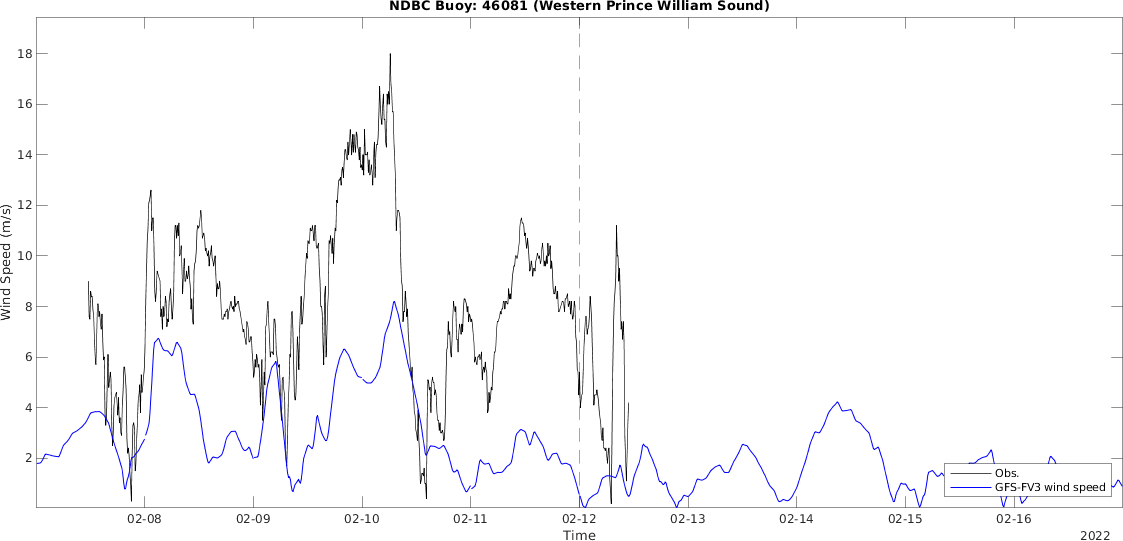 NDBC Buoy: 46081 (Western Prince William Sound)
Wind Speed (m/s)
18
16
14
12
10
8
6
4
2
Obs.
GFS-FV3 wind speed
02-08 02-09 02-10 02-11 02-12 02-13 02-14 02-15 02-16
Time
2022